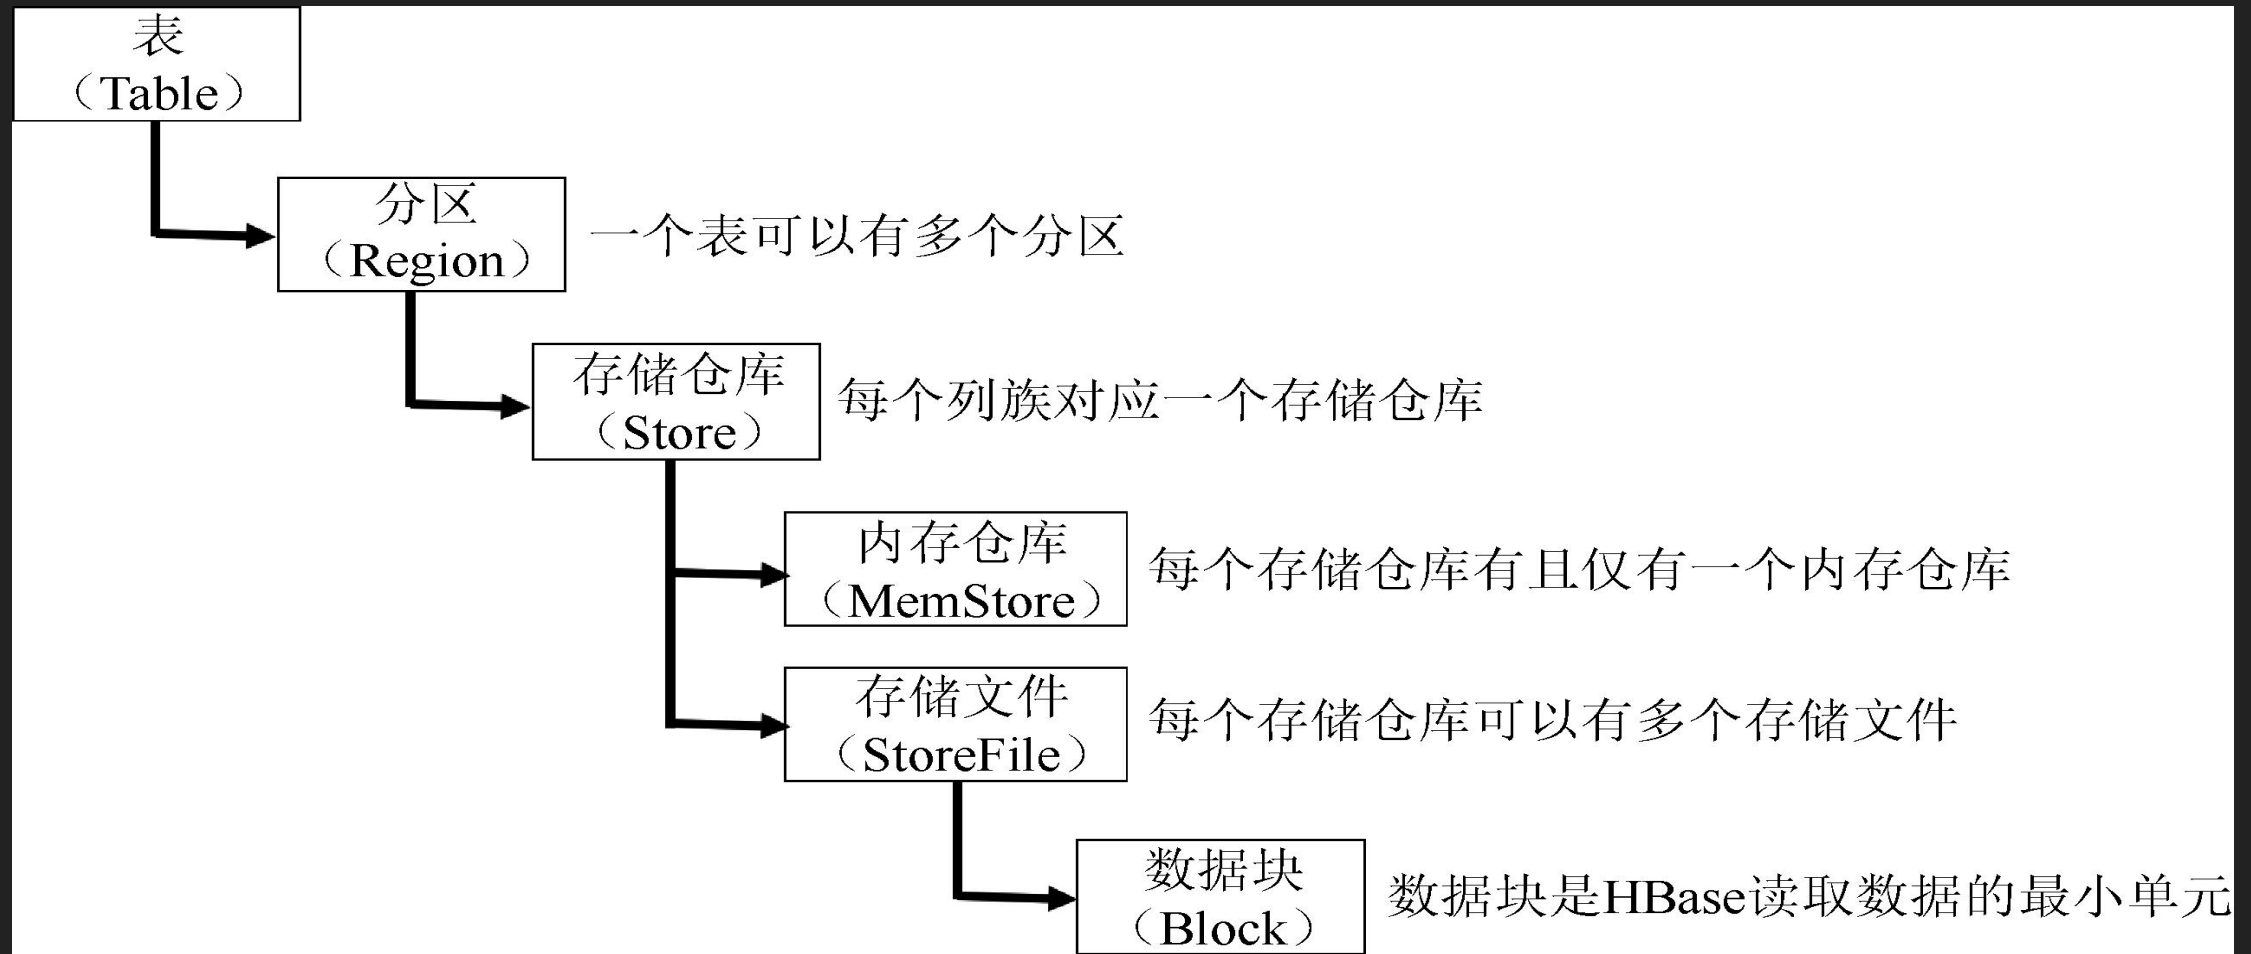 表
（Table）
分区
（Region）
一个表可以有多个分区
存储仓库
（Store）
每个列族对应一个存储仓库
内存仓库
（MemStore）
每个存储仓库有且仅有一个内存仓库
存储文件
（StoreFile）
每个存储仓库可以有多个存储文件
数据块
（Block）
数据块是HBase读取数据的最小单元